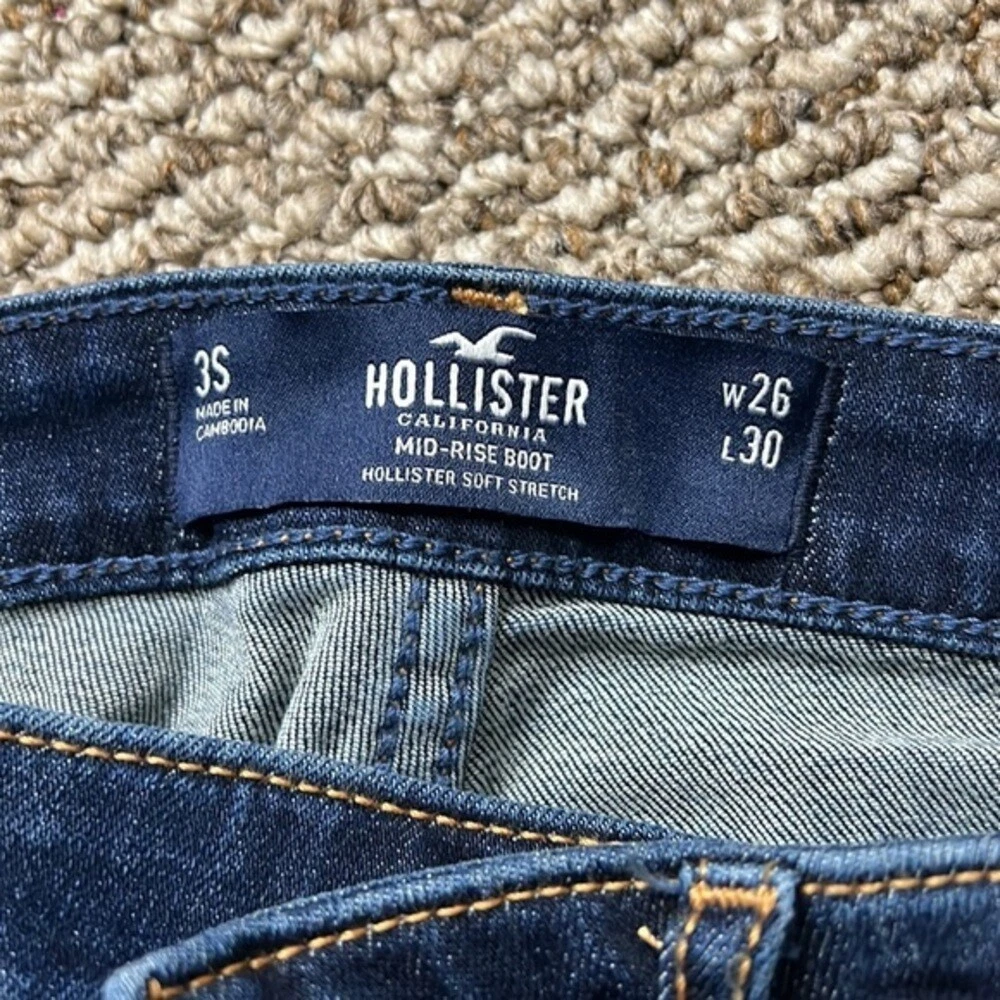 3S
MADE IN
CAMBODIA
HOLLISTER
CALIFORNIA
MID-RISE BOOT
HOLLISTER SOFT STRETCH
W26
L30